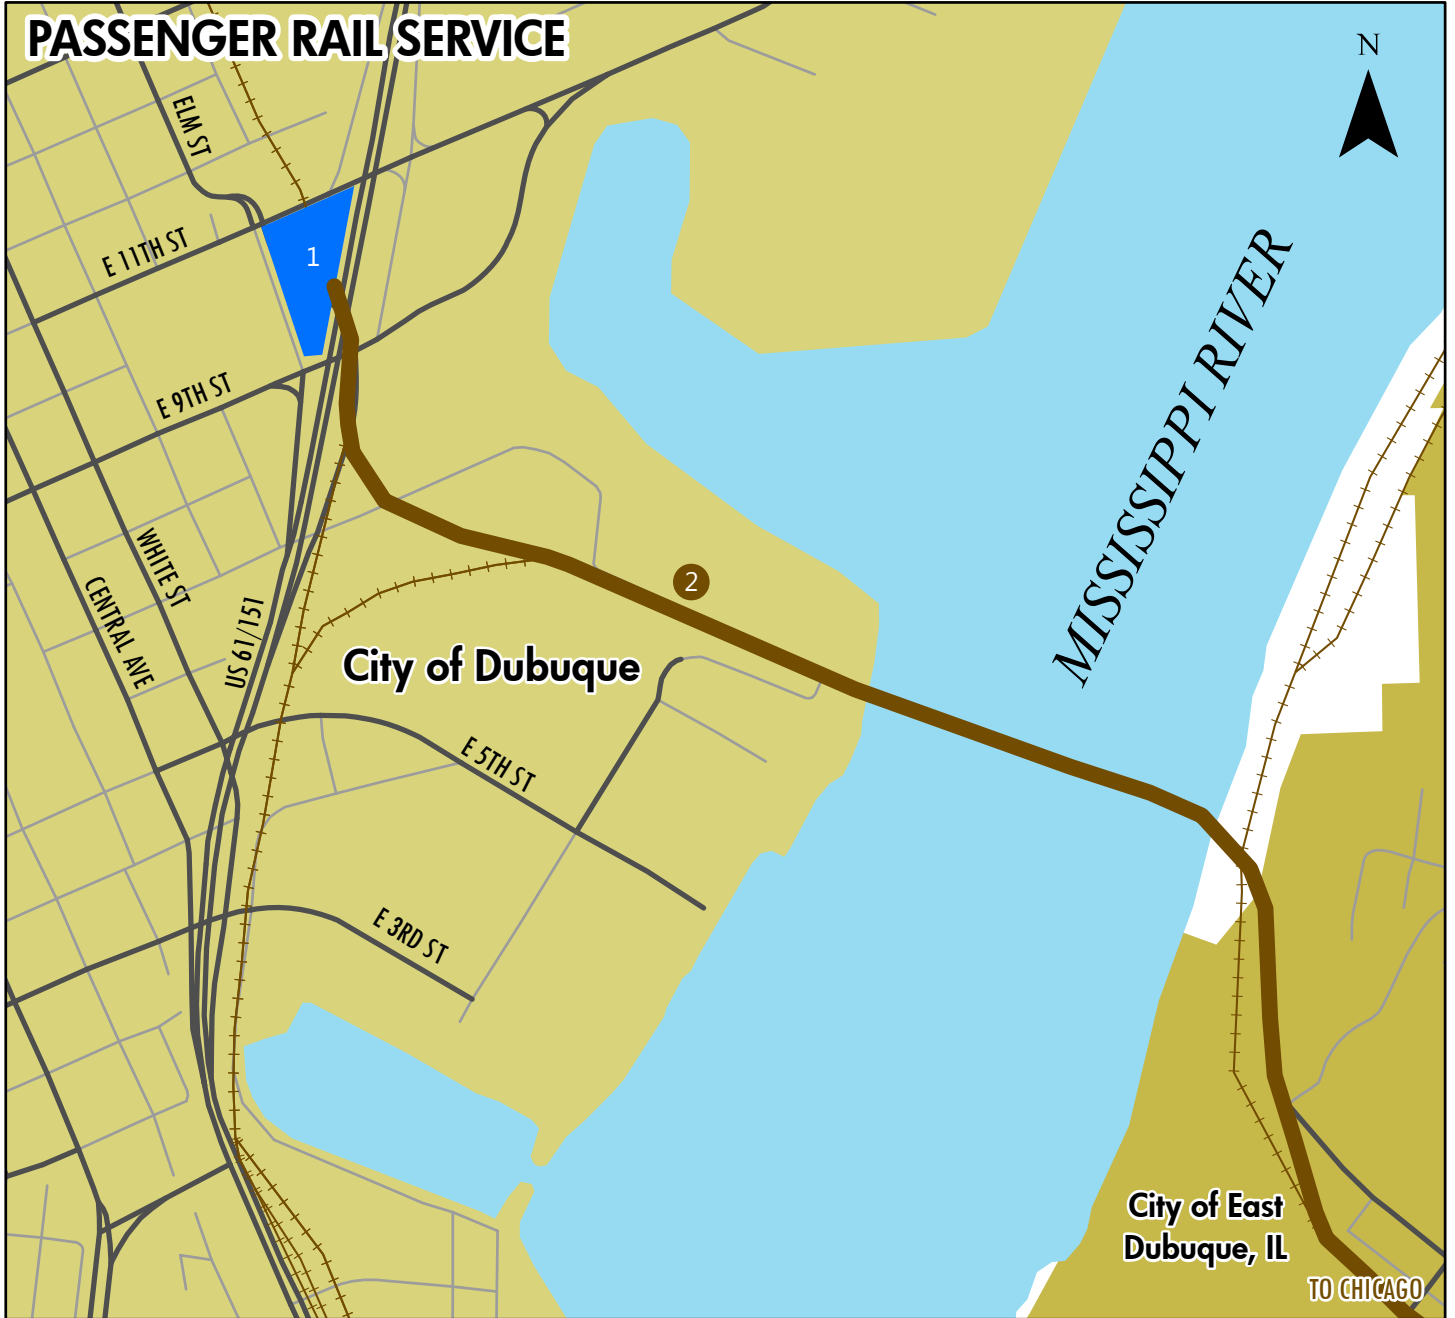 PASSENGER RAIL SERVICE
N
ELM ST
E 11TH ST
1
MISSISSIPPI RIVER
E 9TH ST
WHITE ST
CENTRAL AVE
US 61/151
2
City of Dubuque
E 5TH ST
E 3RD ST
City of East
Dubuque, IL
TO CHICAGO